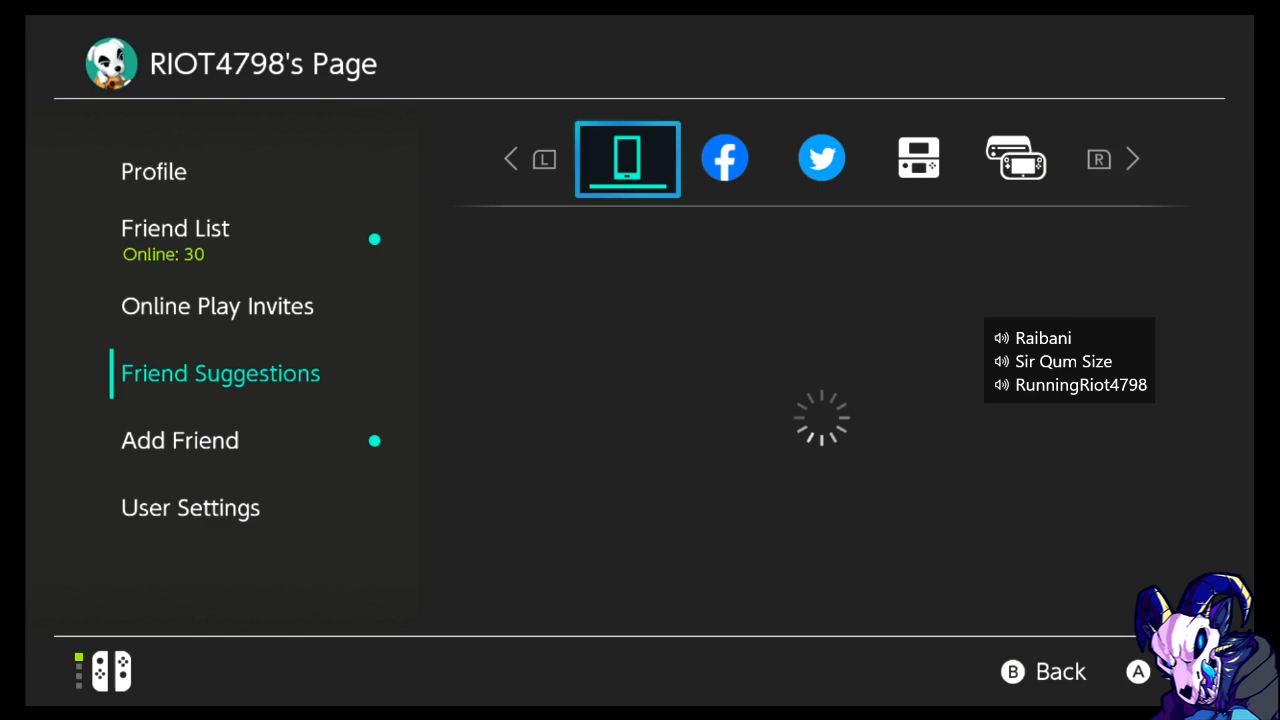 RIOT4798's Page
Profile
Friend List
Online: 30
Online Play Invites
Friend Suggestions
Add Friend
User Settings
L
R
Raibani
Sir Qum Size
RunningRiot4798
B Back
A